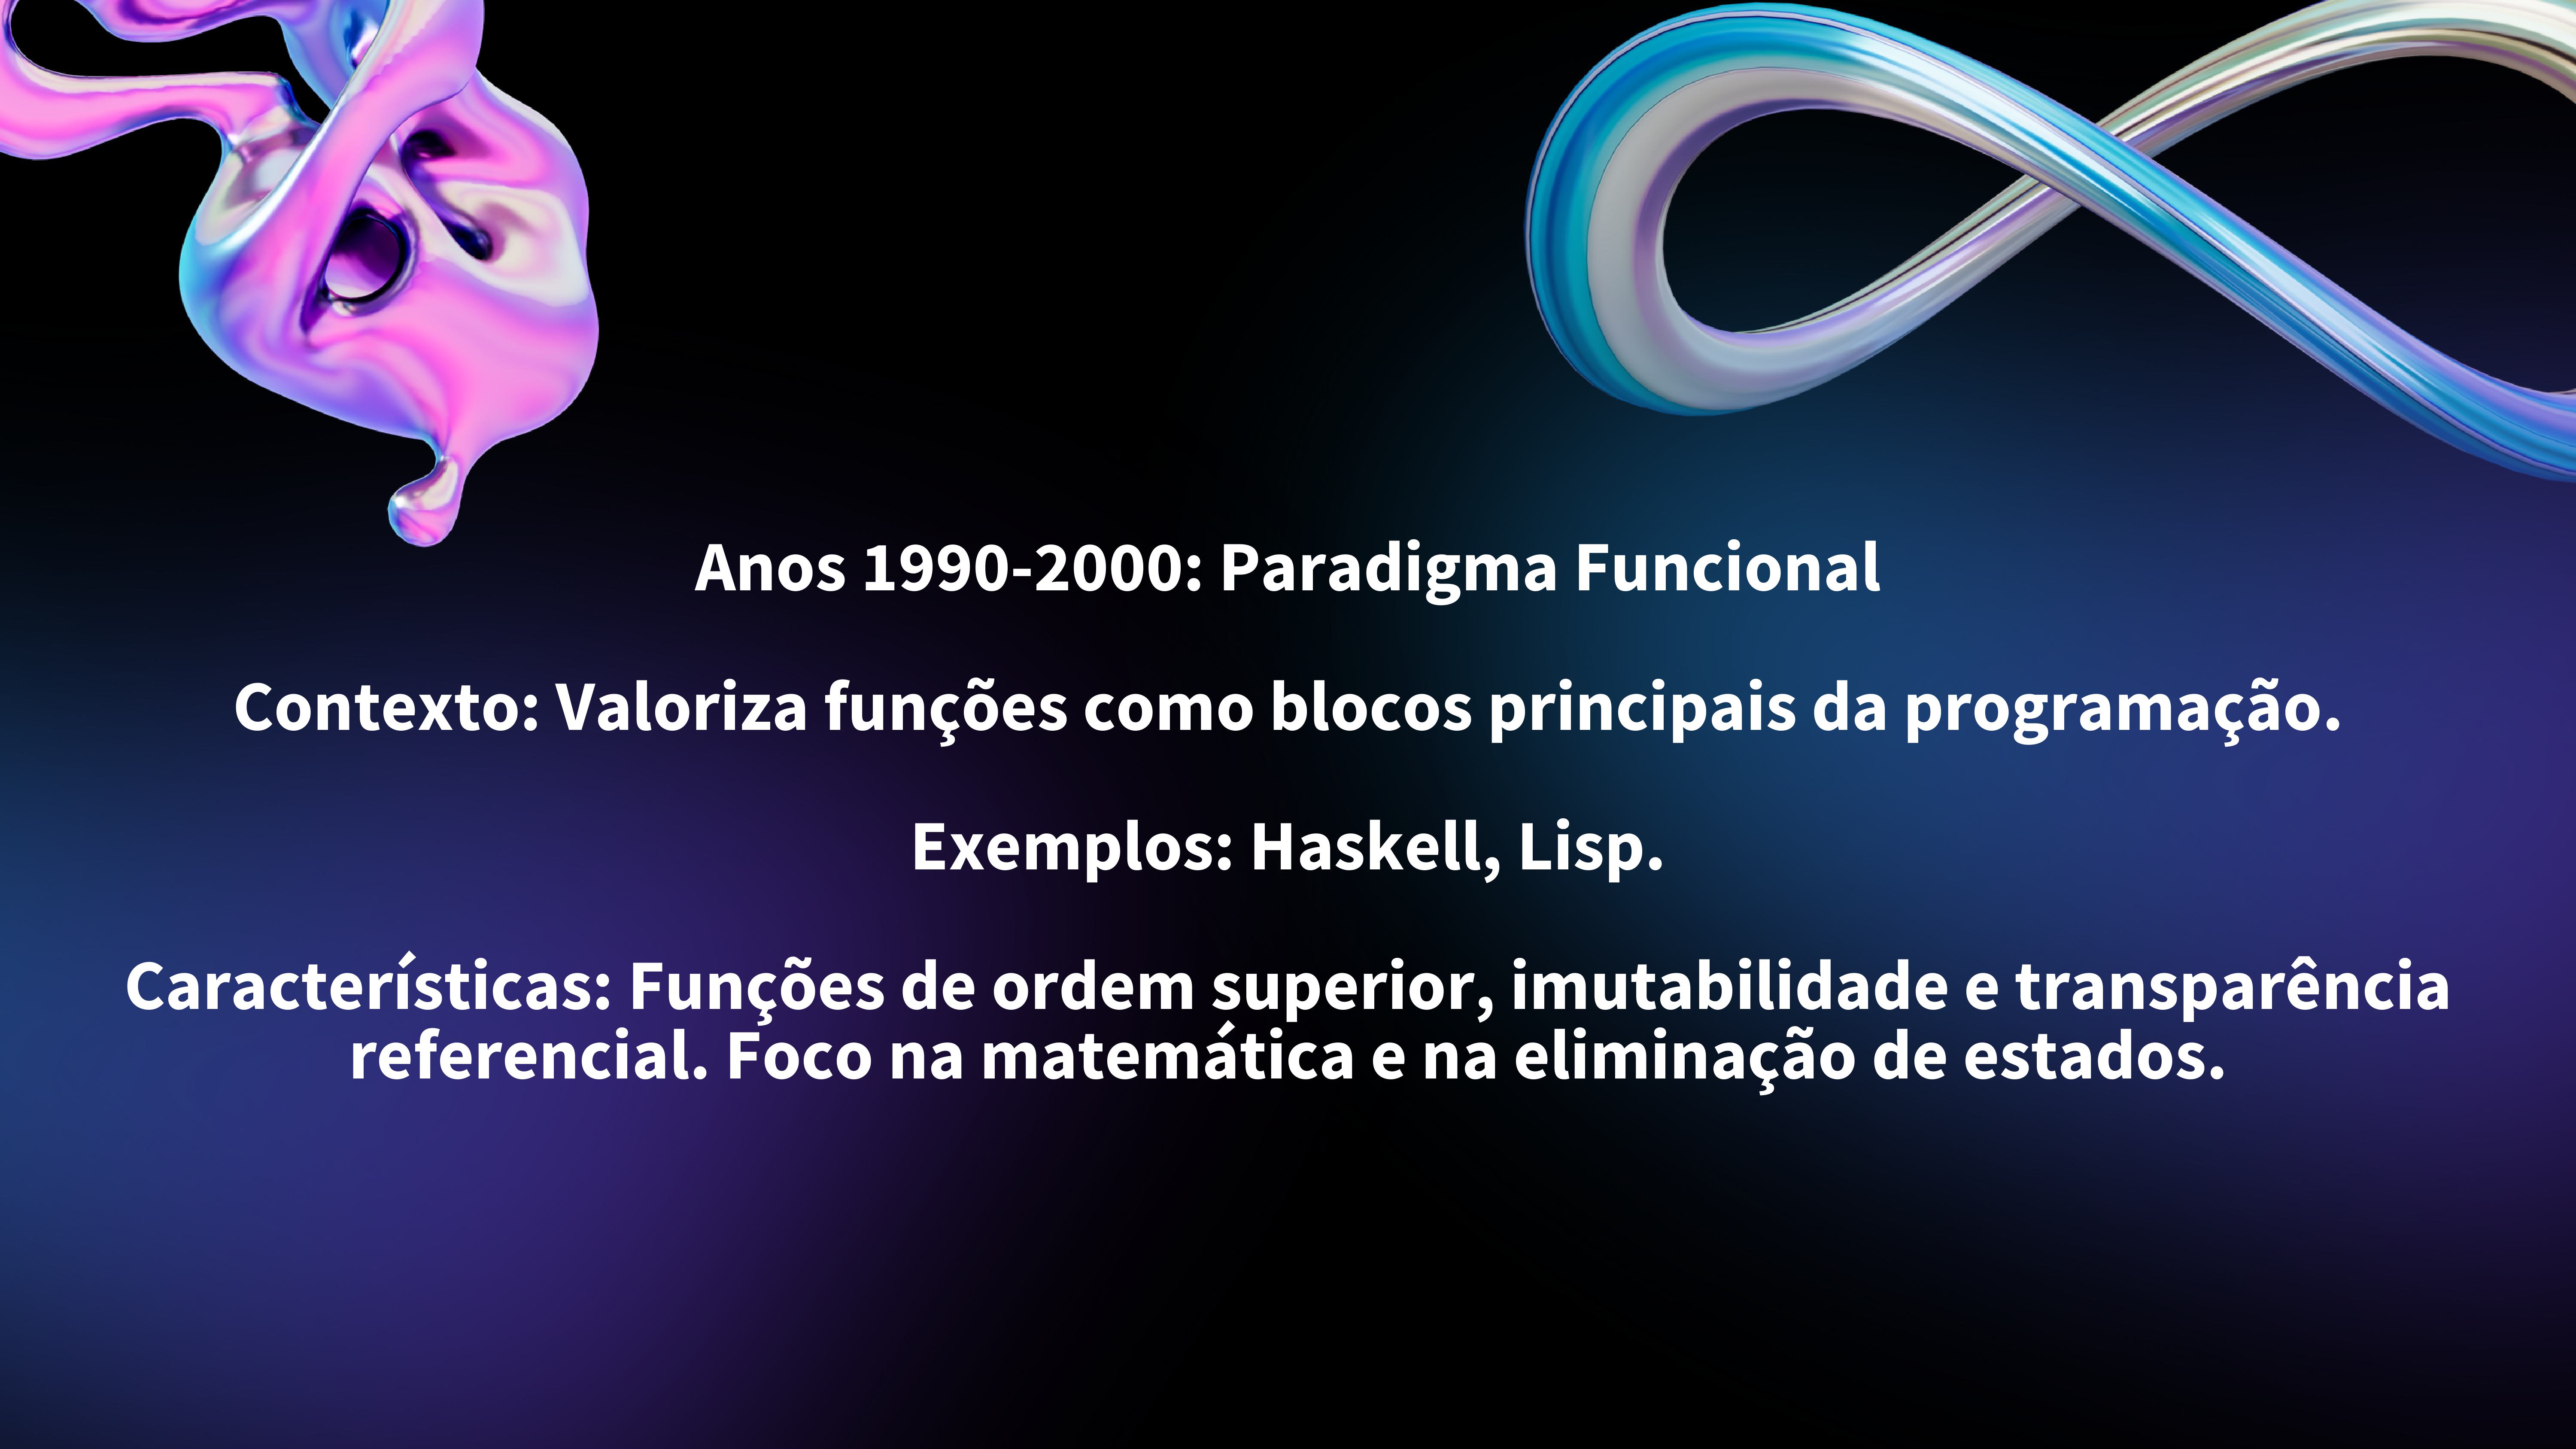 Anos 1990-2000: Paradigma Funcional
Contexto: Valoriza funções como blocos principais da programação.
Exemplos: Haskell, Lisp.
Características: Funções de ordem superior, imutabilidade e transparência
referencial. Foco na matemática e na eliminação de estados.